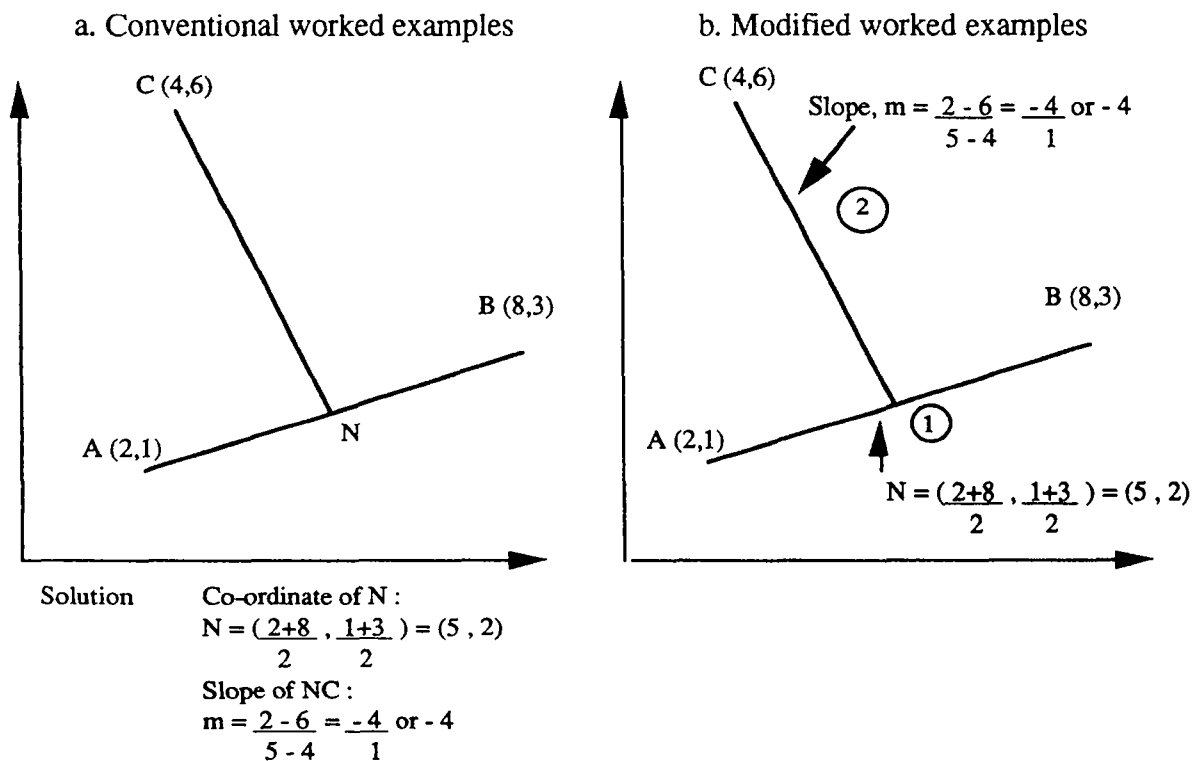 a. Conventional worked examples
C (4,6)
B (8,3)
A (2,1)
N
Solution
Co-ordinate of N :
N = ( 2+8 , 1+3 ) = (5 , 2)
2 2
Slope of NC :
m = 2 - 6 = - 4 or - 4
5 - 4 1
b. Modified worked examples
C (4,6)
Slope, m = 2 - 6 = - 4 or - 4
5 - 4 1
2
B (8,3)
A (2,1)
1
N = ( 2+8 , 1+3 ) = (5 , 2)
2 2